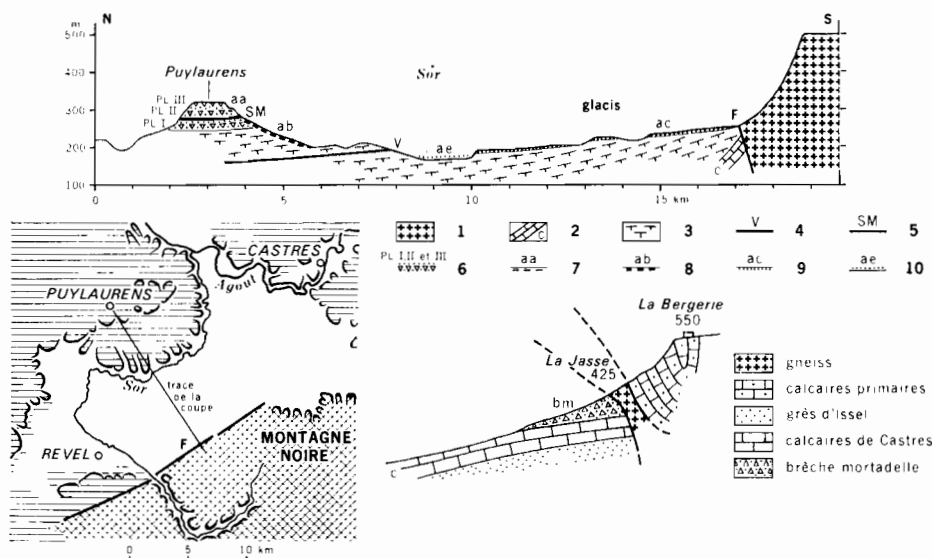 m N S
500
400
300
200
100
Puylaurens
PL III
PL II
PL I
aa
SM
ab
V
Sór
ae
glacis
ac
F
C
0 5 10 15 km
CASTRES
Agout
PUYLAURENS
Sor
trace
de la
coupe
F
REVEL
MONTAGNE
NOIRE
0 5 10 km
1 C 2 3 V 4 SM 5
PL I,II et III 6 aa 7 ab 8 ac 9 ae 10
La Bergerie
550
La Jasse
425
bm
C
gneiss
calcaires primaires
grés d'Issel
calcaires de Castres
brèche mortadelle